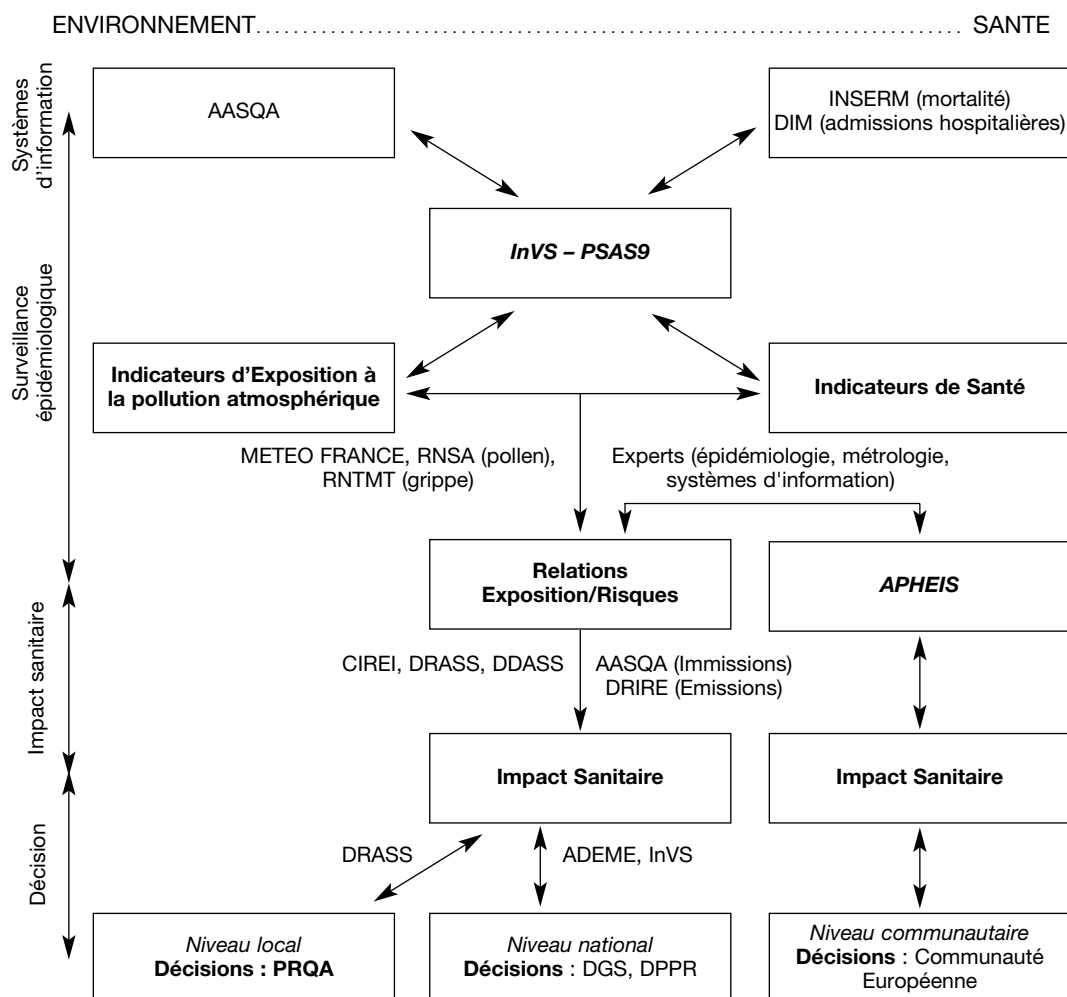 ENVIRONNEMENT........................................................................ SANTE
Systèmes
d'information
AASQA
INSERM (mortalité)
DIM (admissions hospitalières)
InVS – PSAS9
Surveillance
épidémiologique
Indicateurs d'Exposition à
la pollution atmosphérique
Indicateurs de Santé
METEO FRANCE, RNSA (pollen),
RNTMT (grippe)
Experts (épidémiologie, métrologie,
systèmes d'information)
Relations
Exposition/Risques
APHEIS
Impact sanitaire
CIREI, DRASS, DDASS
AASQA (Immissions)
DRIRE (Emissions)
Impact Sanitaire
Impact Sanitaire
Décision
DRASS
ADEME, InVS
Niveau local
Décisions : PRQA
Niveau national
Décisions : DGS, DPPR
Niveau communautaire
Décisions : Communauté
Européenne